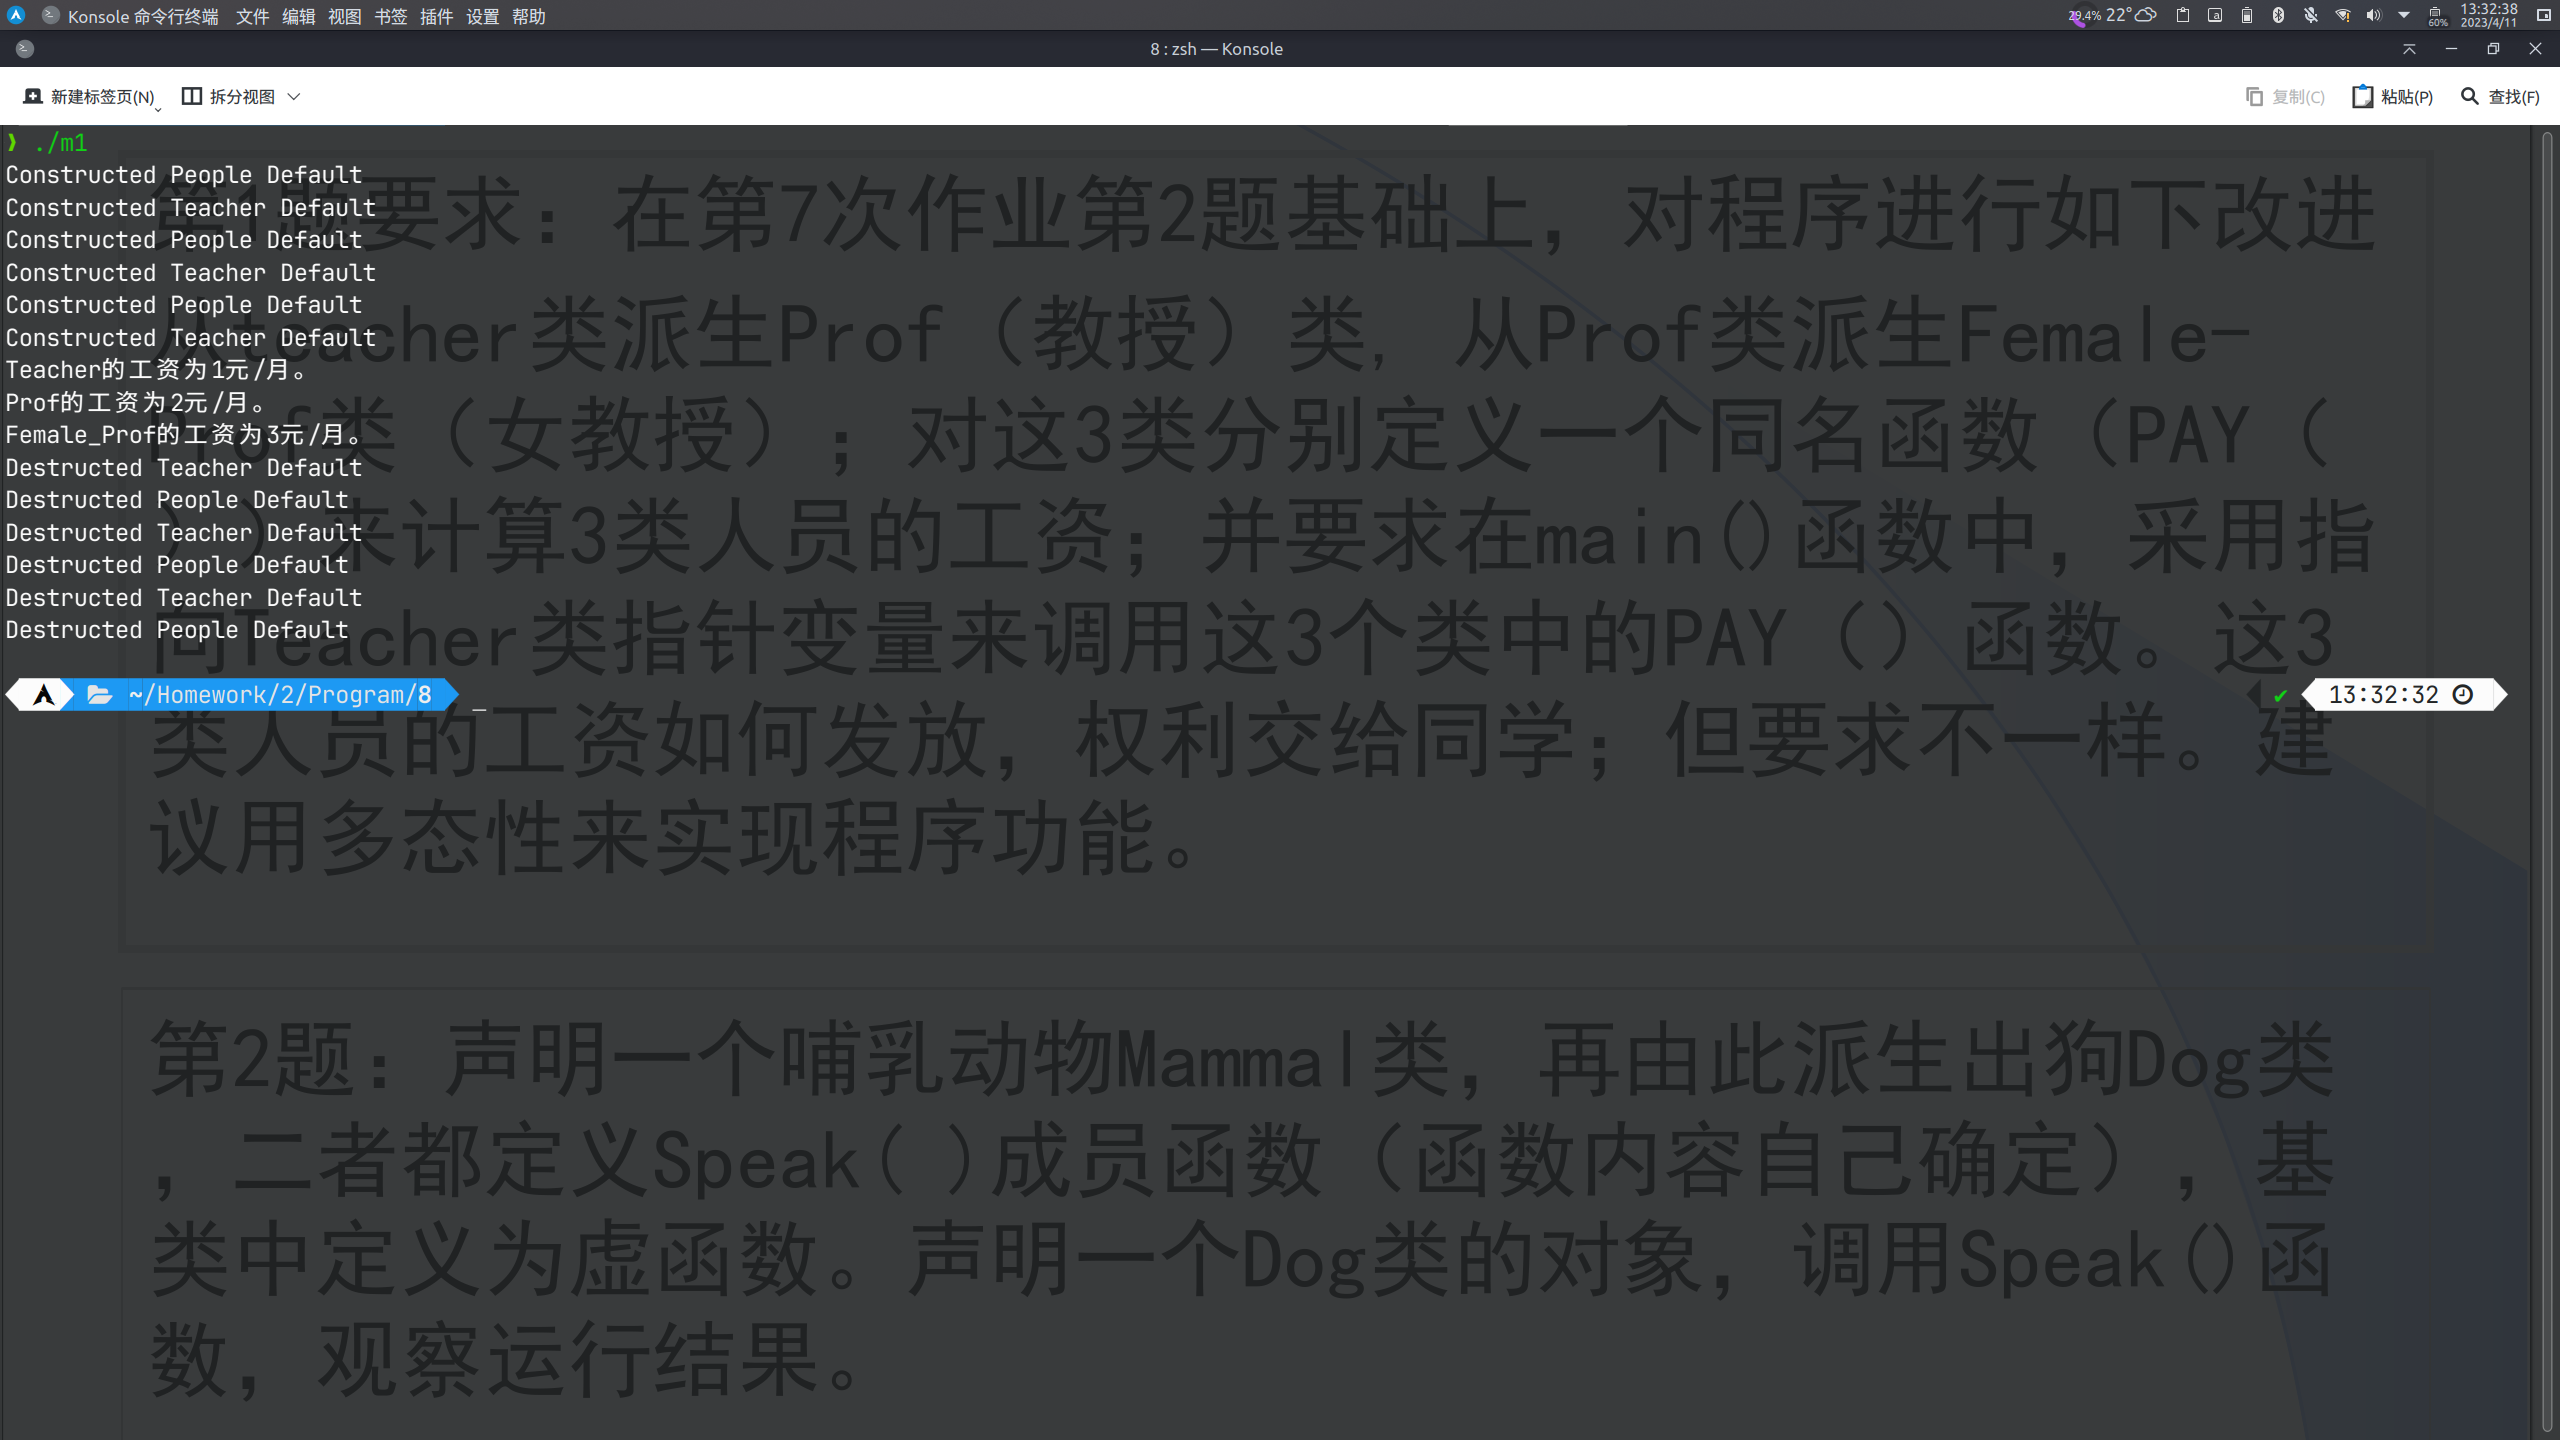 Konsole 命令行终端 文件 编辑 视图 书签 插件 设置 帮助
29.4% 22° a 60% 13:32:38
2023/4/11
8 : zsh — Konsole
新建标签页(N) 拆分视图 复制(C) 粘贴(P) 查找(F)
❱ ./m1
Constructed People Default
Constructed Teacher Default
Constructed People Default
Constructed Teacher Default
Constructed People Default
Constructed Teacher Default
Teacher的工资为1元/月。
Prof的工资为2元/月。
Female_Prof的工资为3元/月。
Destructed Teacher Default
Destructed People Default
Destructed Teacher Default
Destructed People Default
Destructed Teacher Default
Destructed People Default
~/Homework/2/Program/8 _ ✔ 13:32:32
第1题要求：在第7次作业第2题基础上，对程序进行如下改进
从teacher类派生Prof（教授）类，从Prof类派生Female-
Prof类（女教授）；对这3类分别定义一个同名函数（PAY（
））来计算3类人员的工资；并要求在main()函数中，采用指
向Teacher类指针变量来调用这3个类中的PAY（）函数。这3
类人员的工资如何发放，权利交给同学；但要求不一样。建
议用多态性来实现程序功能。
第2题：声明一个哺乳动物Mammal类，再由此派生出狗Dog类
，二者都定义Speak( )成员函数（函数内容自己确定），基
类中定义为虚函数。声明一个Dog类的对象，调用Speak()函
数，观察运行结果。